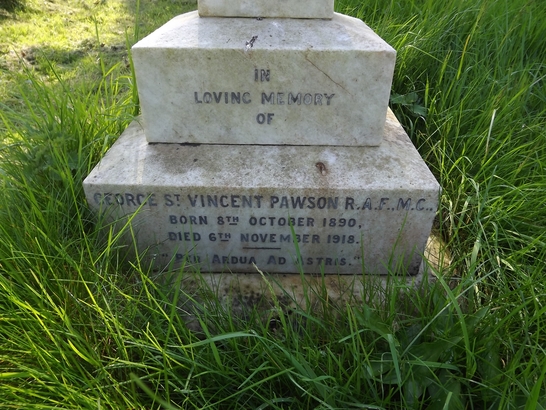 IN
LOVING MEMORY
OF
GEORGE ST VINCENT PAWSON R.A.F., M.C.,
BORN 8TH OCTOBER 1890,
DIED 6TH NOVEMBER 1918.
"PER ARDUA AD ASTRIS."